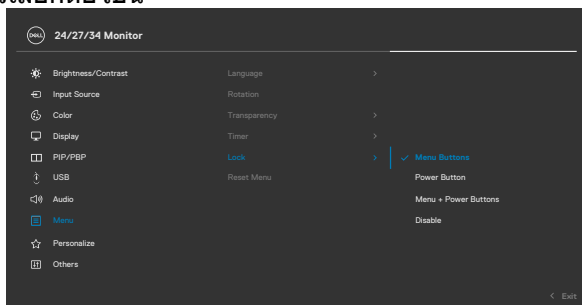 DELL 24/27/34 Monitor
Brightness/Contrast Language
Input Source Rotation
Color Transparency
Display Timer
PIP/PBP Lock Menu Buttons
USB Reset Menu Power Button
Audio Menu + Power Buttons
Menu Disable
Personalize
Others
Exit